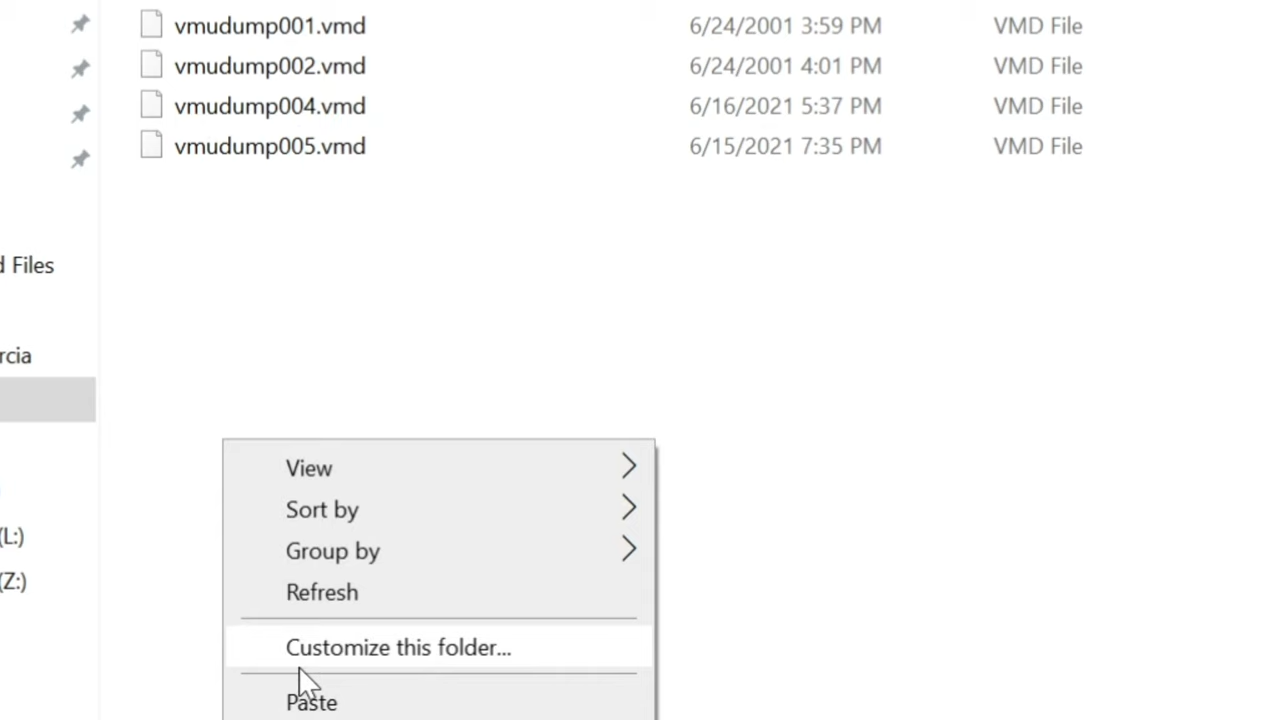 vmudump001.vmd 6/24/2001 3:59 PM VMD File
vmudump002.vmd 6/24/2001 4:01 PM VMD File
vmudump004.vmd 6/16/2021 5:37 PM VMD File
vmudump005.vmd 6/15/2021 7:35 PM VMD File
d Files
rcia
(L:)
(Z:)
View
Sort by
Group by
Refresh
Customize this folder...
Paste